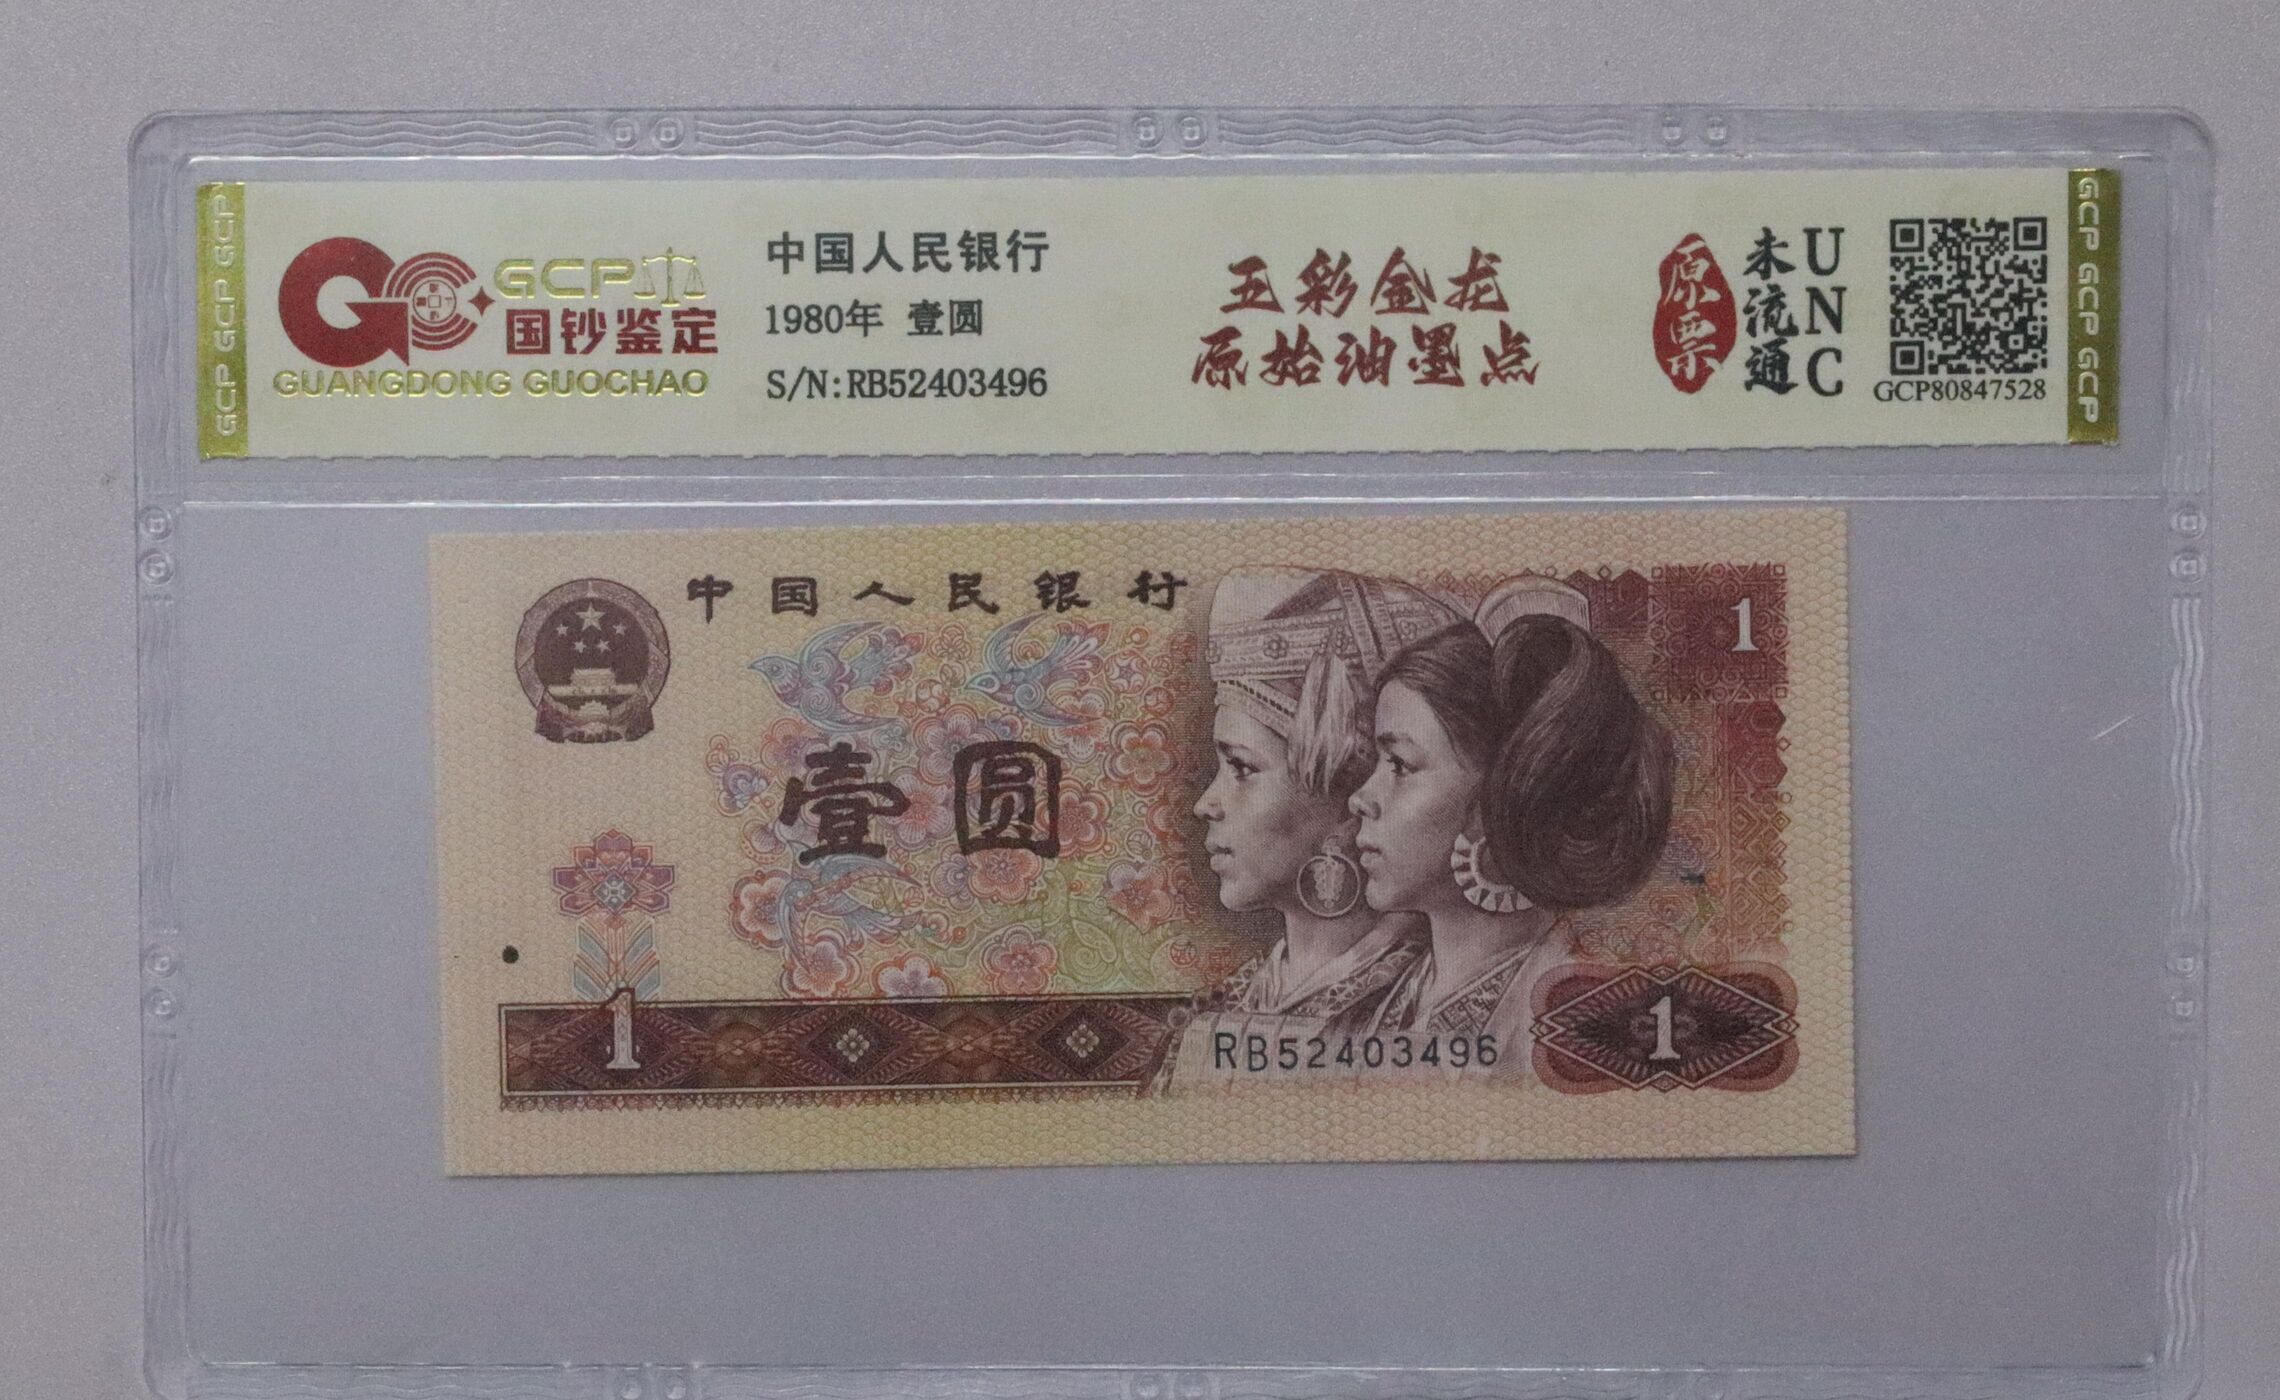 GCP
国钞鉴定
GUANGDONG GUOCHAO
中国人民银行
1980年 壹圆
S/N:RB52403496
五彩金龙
原始油墨点
原票
未流通
UNC
GCP80847528
GCP GCP GCP
GCP GCP GCP
中国人民银行
壹圆
1
1
RB52403496
1